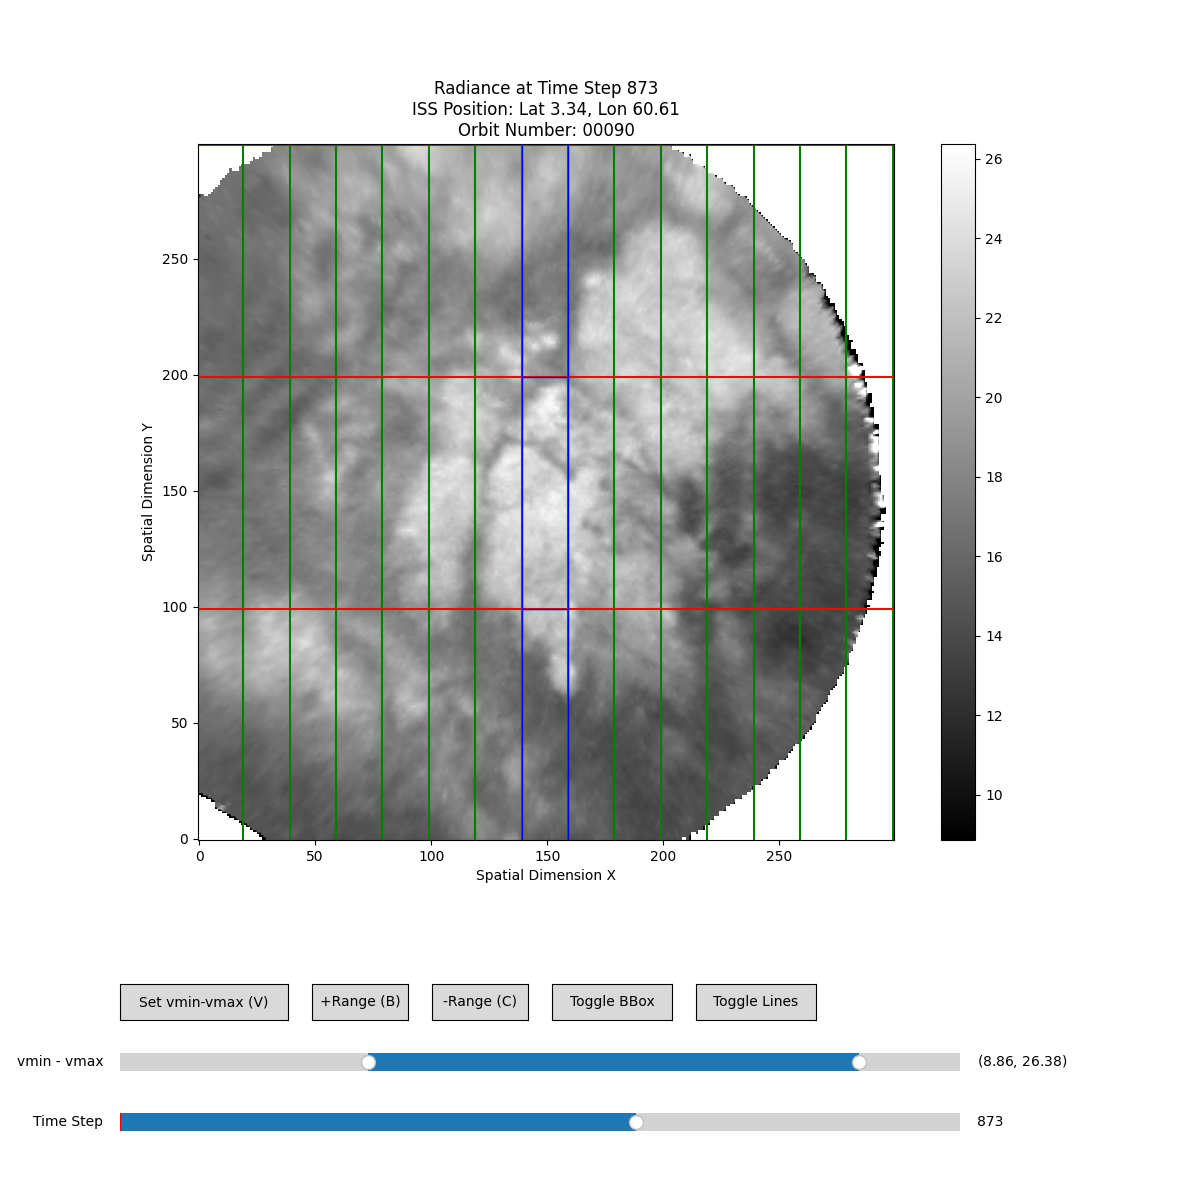 Radiance at Time Step 873
ISS Position: Lat 3.34, Lon 60.61
Orbit Number: 00090
Spatial Dimension Y
250
200
150
100
50
0
0 50 100 150 200 250
Spatial Dimension X
26
24
22
20
18
16
14
12
10
Set vmin-vmax (V) +Range (B) -Range (C) Toggle BBox Toggle Lines
vmin - vmax (8.86, 26.38)
Time Step 873